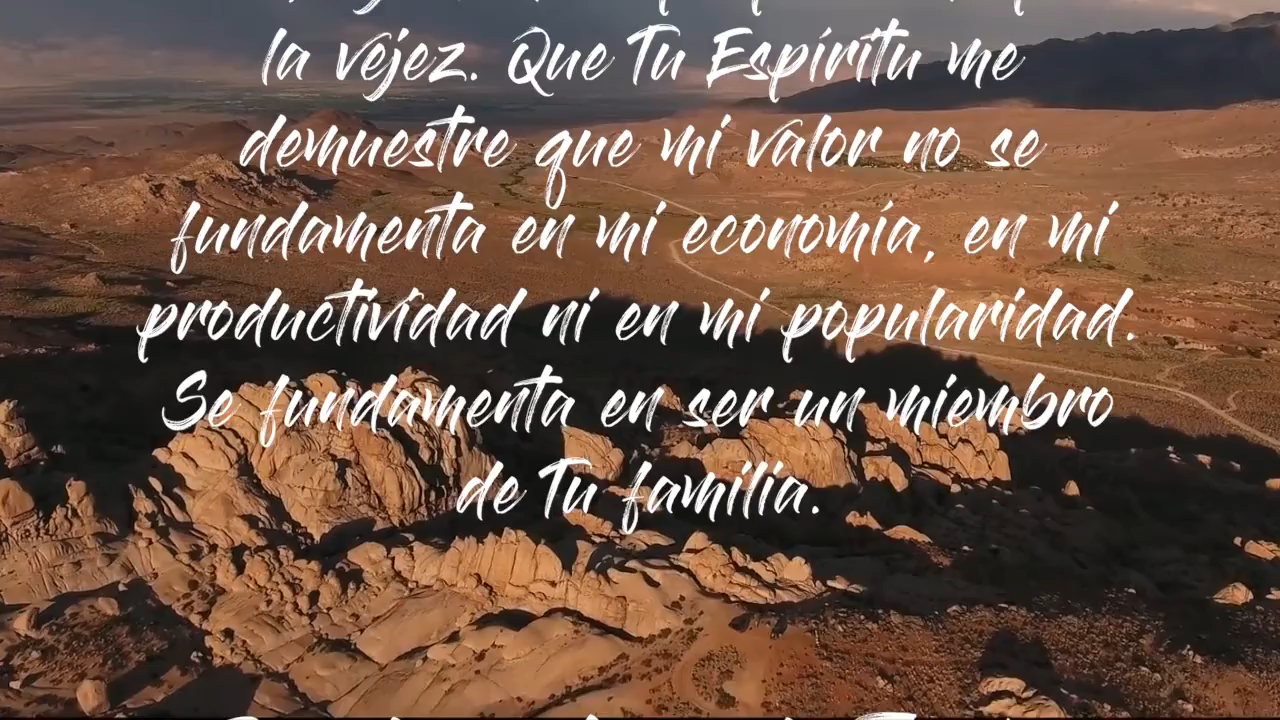 la vejez. Que Tu Espíritu me
demuestre que mi valor no se
fundamenta en mi economía, en mi
productividad ni en mi popularidad.
Se fundamenta en ser un miembro
de Tu familia.